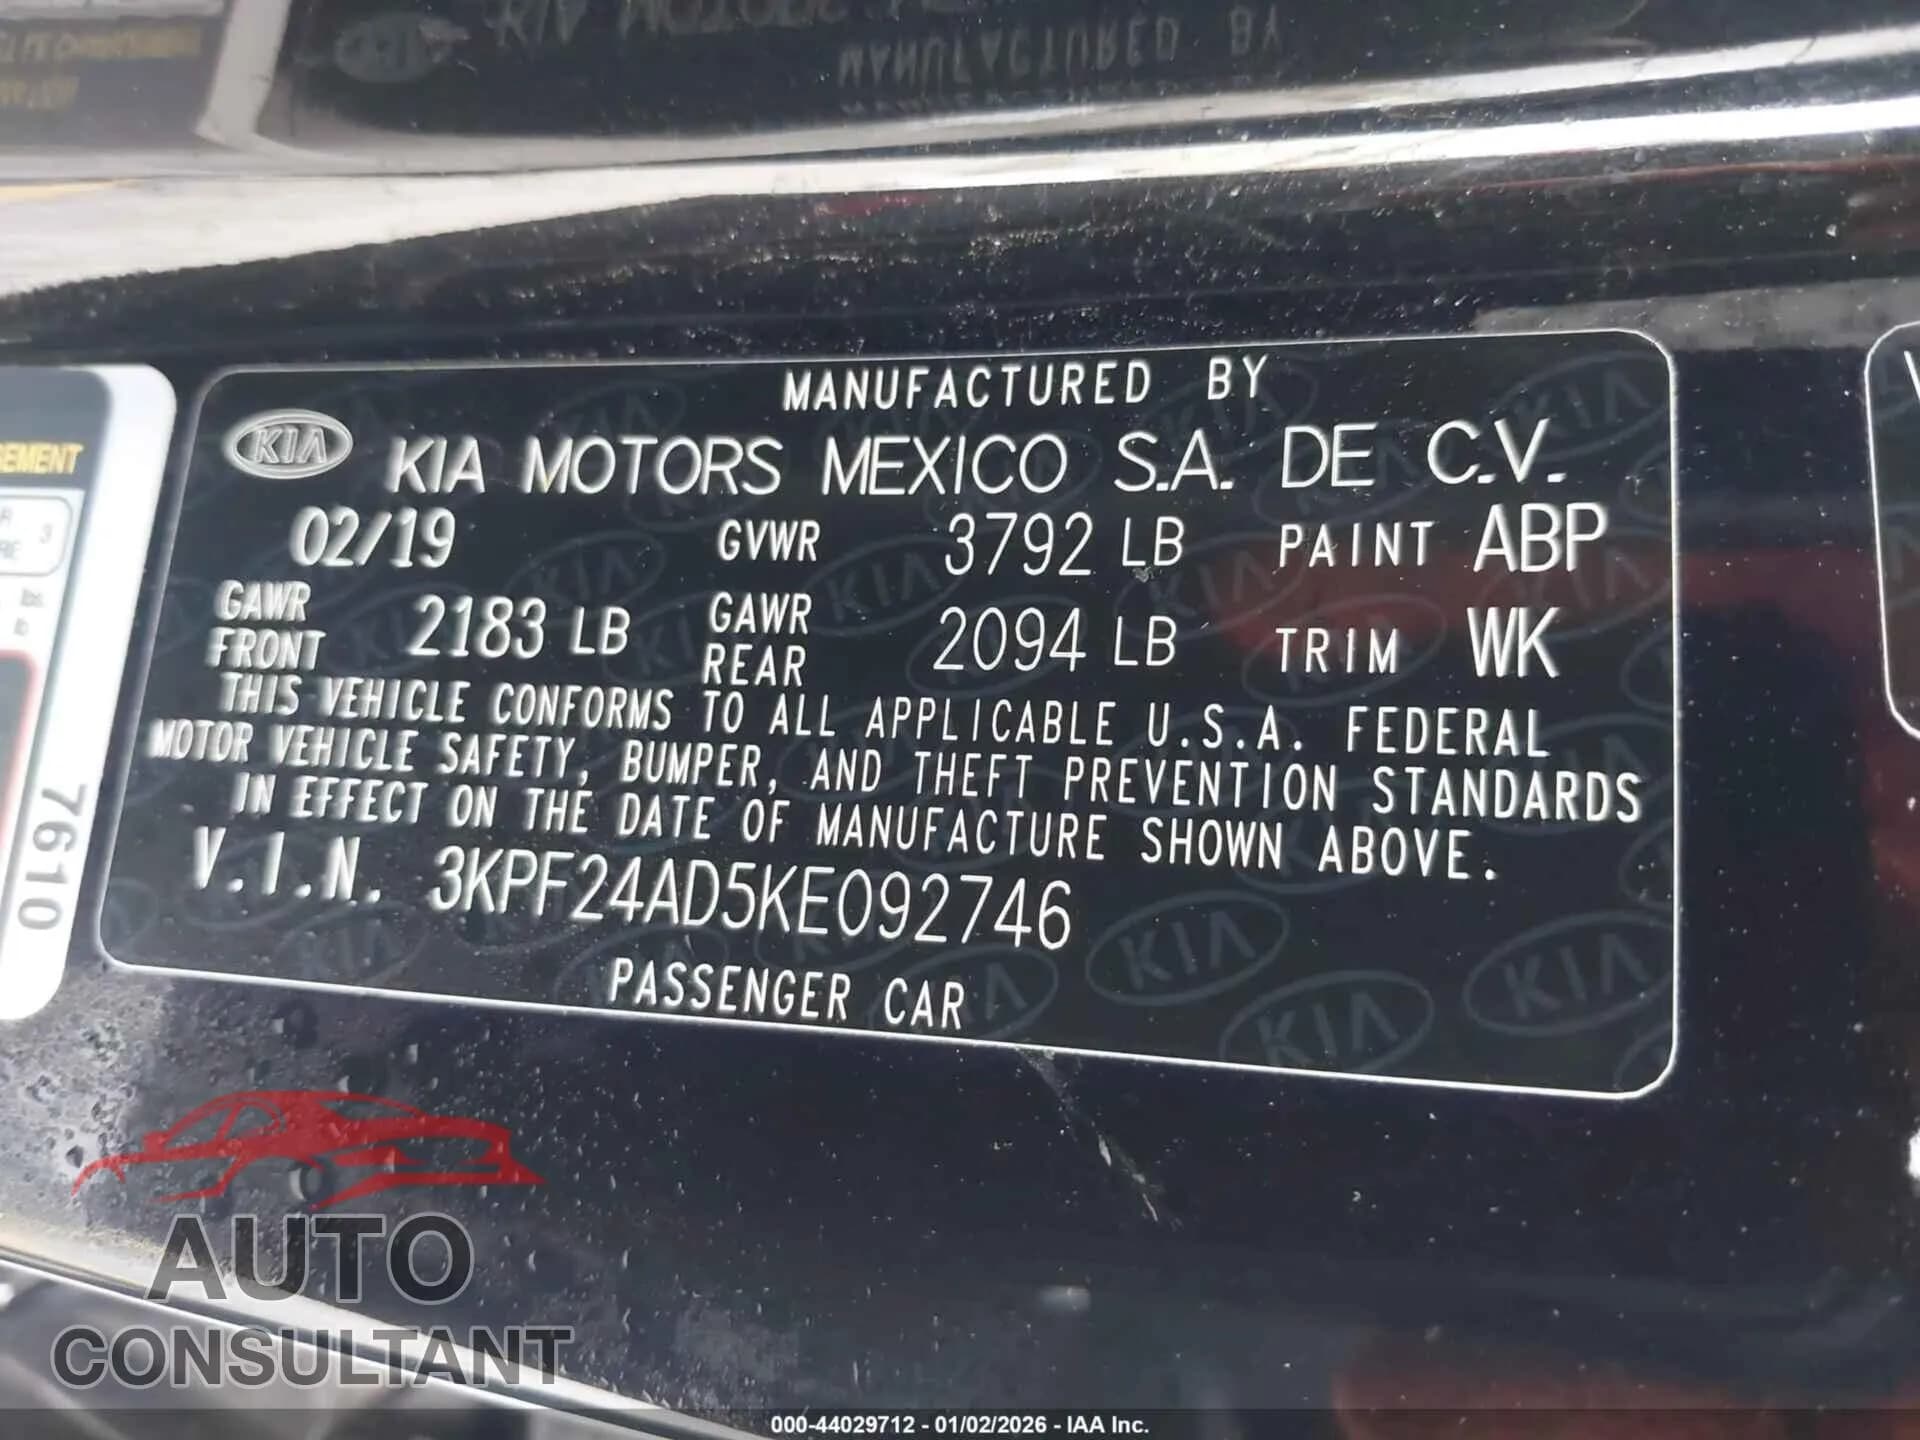 MANUFACTURED BY
KIA KIA MOTORS MEXICO S.A. DE C.V.
02/19 GVWR 3792 LB PAINT ABP
GAWR FRONT 2183 LB GAWR REAR 2094 LB TRIM WK
THIS VEHICLE CONFORMS TO ALL APPLICABLE U.S.A. FEDERAL
MOTOR VEHICLE SAFETY, BUMPER, AND THEFT PREVENTION STANDARDS
IN EFFECT ON THE DATE OF MANUFACTURE SHOWN ABOVE.
V.I.N. 3KPF24AD5KE092746
PASSENGER CAR
7610
AUTO
CONSULTANT
000-44029712 - 01/02/2026 - IAA Inc.